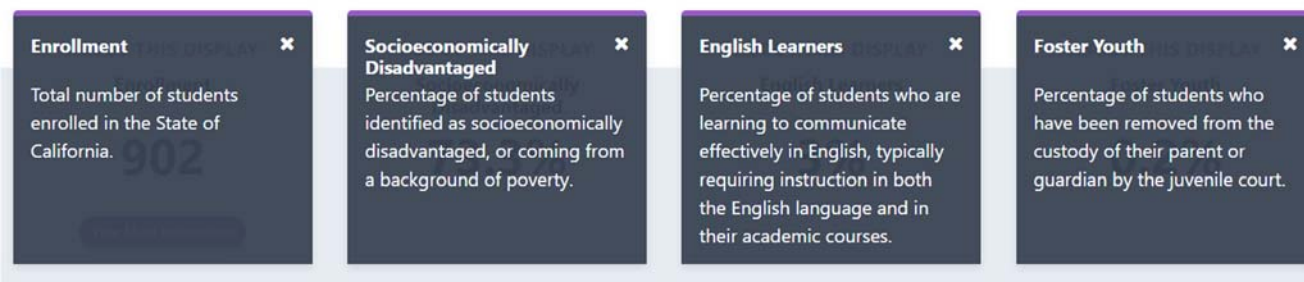 Enrollment
Total number of students
enrolled in the State of
California.
902
Socioeconomically
Disadvantaged
Percentage of students
identified as socioeconomically
disadvantaged, or coming from
a background of poverty.
English Learners
Percentage of students who are
learning to communicate
effectively in English, typically
requiring instruction in both
the English language and in
their academic courses.
Foster Youth
Percentage of students who
have been removed from the
custody of their parent or
guardian by the juvenile court.